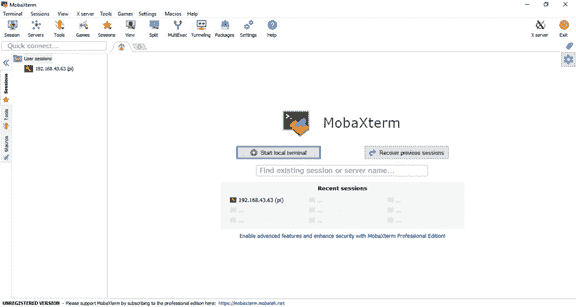 MobaXterm
Terminal Sessions View X server Tools Games Settings Macros Help
Session Servers Tools Games Sessions View Split MultiExec Tunneling Packages Settings Help X server Exit
Quick connect...
User sessions
192.168.43.63 (pi)
Sessions
Tools
Macros
MobaXterm
Start local terminal
Recover previous sessions
Find existing session or server name...
Recent sessions
192.168.43.63 (pi)
Enable advanced features and enhance security with MobaXterm Professional Edition!
UNREGISTERED VERSION - Please support MobaXterm by subscribing to the professional edition here: https://mobaxterm.mobatek.net